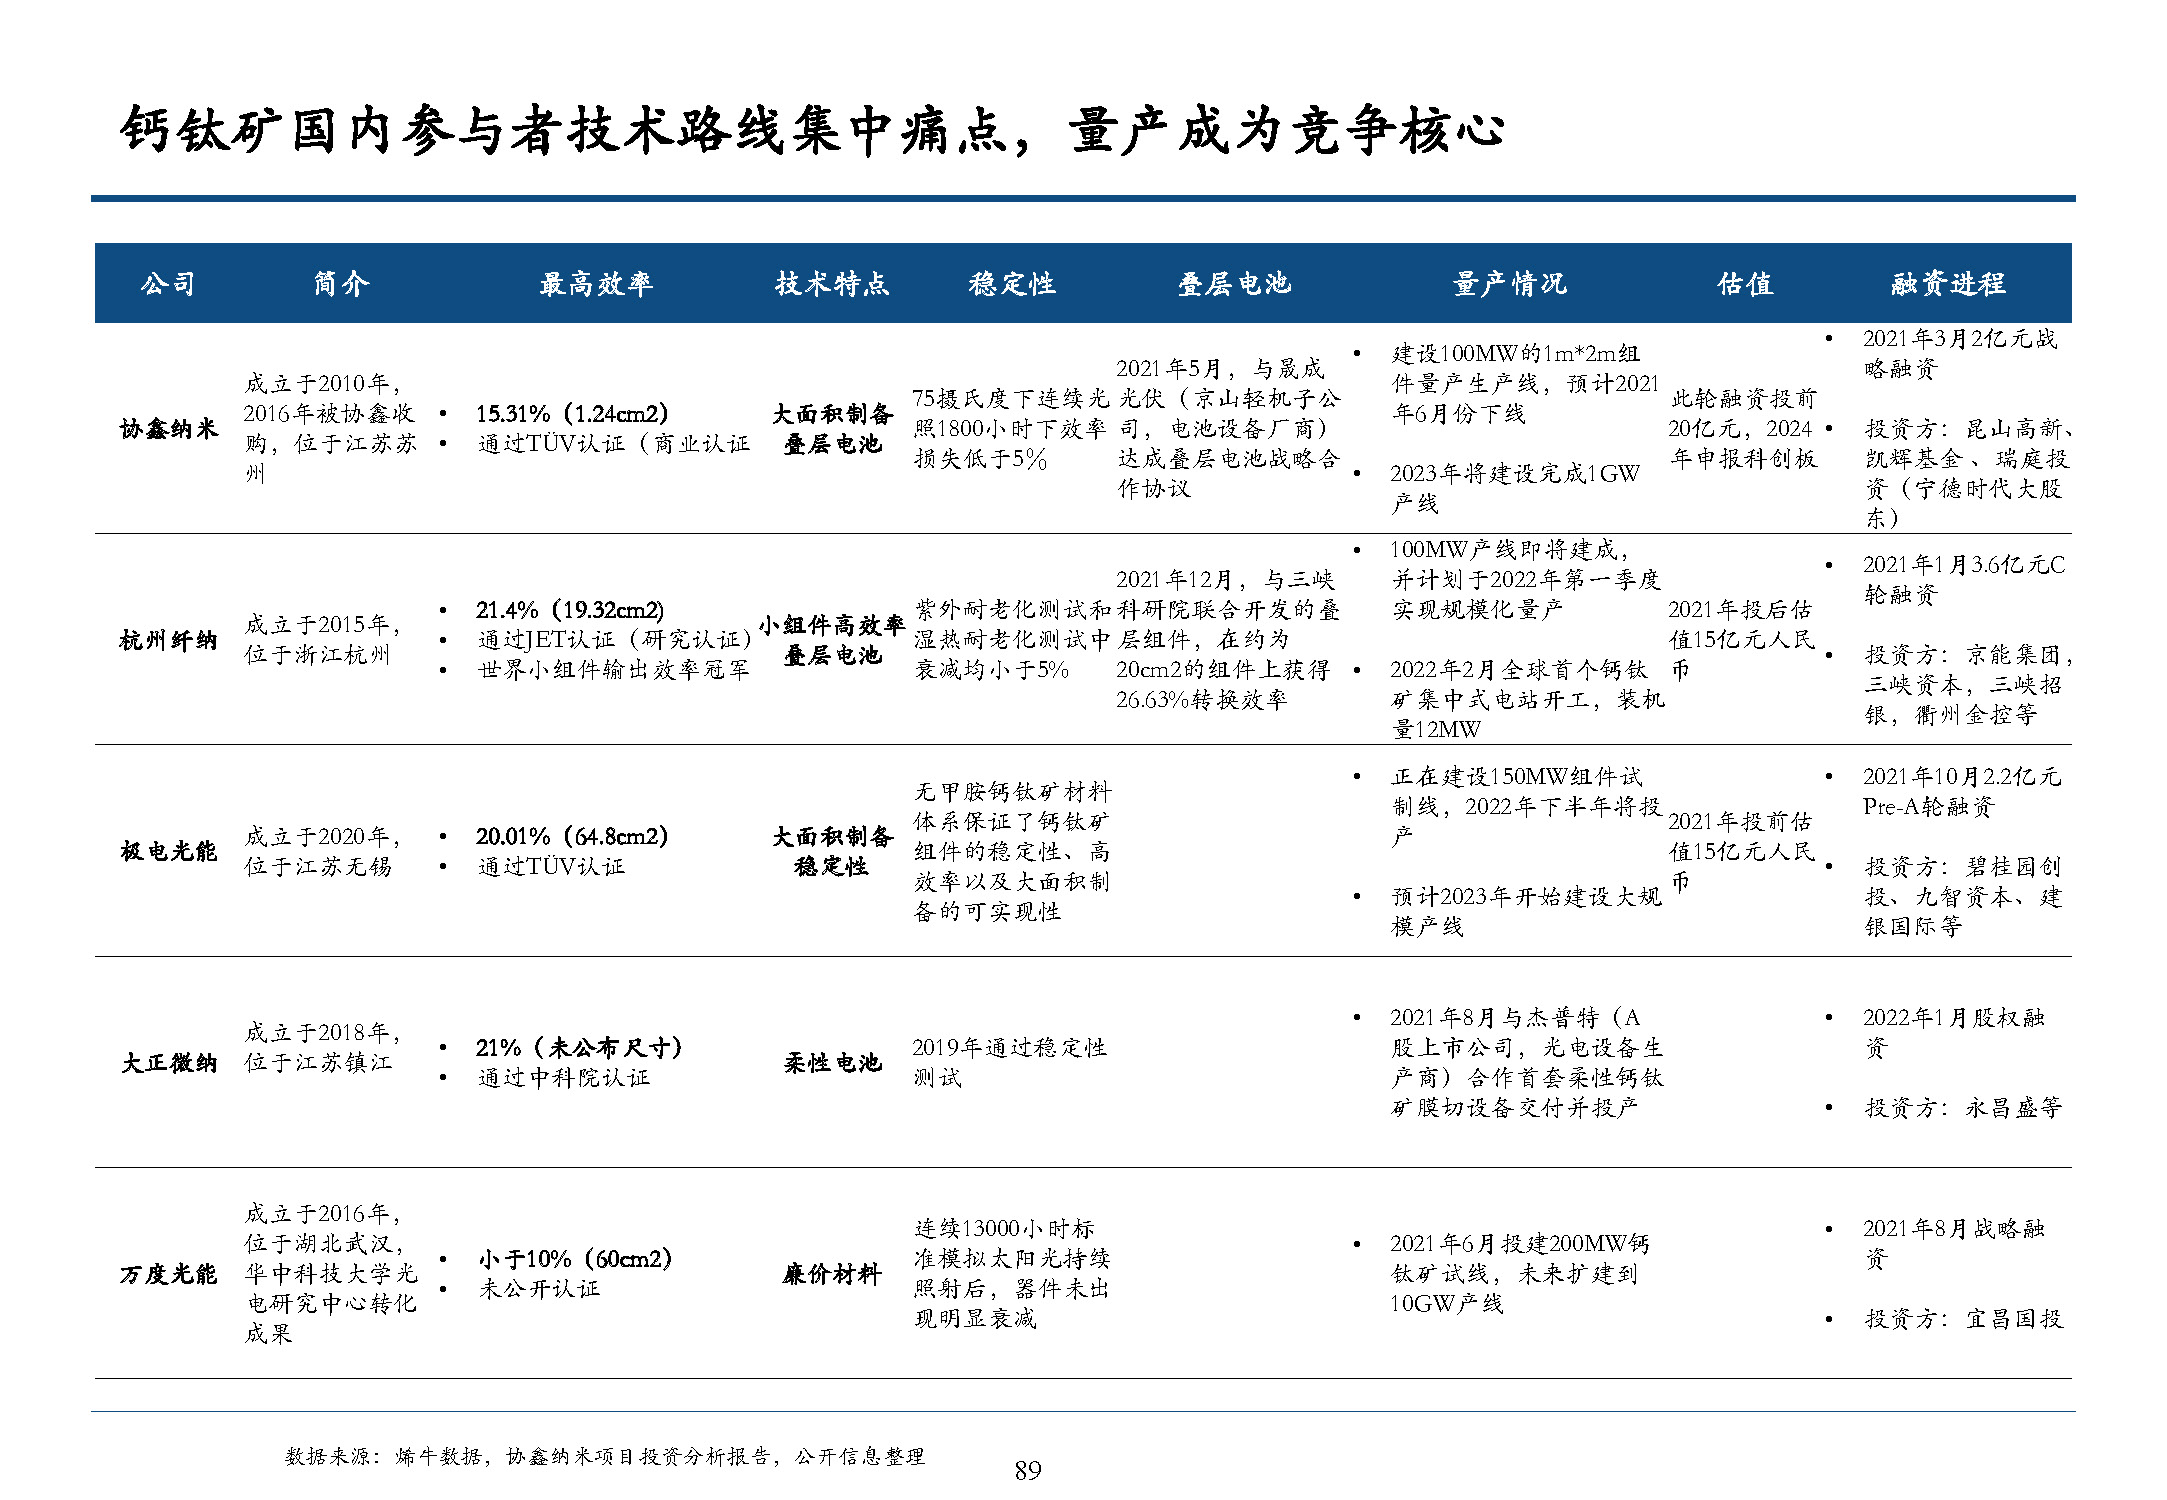 钙钛矿国内参与者技术路线集中痛点，量产成为竞争核心
公司 简介 最高效率 技术特点 稳定性 叠层电池 量产情况 估值 融资进程
协鑫纳米
成立于2010年，
2016年被协鑫收
购，位于江苏苏
州
• 15.31%（1.24cm2）
• 通过TÜV认证（商业认证
大面积制备
叠层电池
75摄氏度下连续光
照1800小时下效率
损失低于5%
2021年5月，与晟成
光伏（京山轻机子公
司，电池设备厂商）
达成叠层电池战略合
作协议
• 建设100MW的1m*2m组
件量产生产线，预计2021
年6月份下线
• 2023年将建设完成1GW
产线
此轮融资投前
20亿元，2024
年申报科创板
• 2021年3月2亿元战
略融资
• 投资方：昆山高新、
凯辉基金、瑞庭投
资（宁德时代大股
东）
杭州纤纳
成立于2015年，
位于浙江杭州
• 21.4%（19.32cm2)
• 通过JET认证（研究认证）
• 世界小组件输出效率冠军
小组件高效率
叠层电池
紫外耐老化测试和
湿热耐老化测试中
衰减均小于5%
2021年12月，与三峡
科研院联合开发的叠
层组件，在约为
20cm2的组件上获得
26.63%转换效率
• 100MW产线即将建成，
并计划于2022年第一季度
实现规模化量产
• 2022年2月全球首个钙钛
矿集中式电站开工，装机
量12MW
2021年投后估
值15亿元人民
币
• 2021年1月3.6亿元C
轮融资
• 投资方：京能集团，
三峡资本，三峡招
银，衢州金控等
极电光能
成立于2020年，
位于江苏无锡
• 20.01%（64.8cm2）
• 通过TÜV认证
大面积制备
稳定性
无甲胺钙钛矿材料
体系保证了钙钛矿
组件的稳定性、高
效率以及大面积制
备的可实现性
• 正在建设150MW组件试
制线，2022年下半年将投
产
• 预计2023年开始建设大规
模产线
2021年投前估
值15亿元人民
币
• 2021年10月2.2亿元
Pre-A轮融资
• 投资方：碧桂园创
投、九智资本、建
银国际等
大正微纳
成立于2018年，
位于江苏镇江
• 21%（未公布尺寸）
• 通过中科院认证
柔性电池
2019年通过稳定性
测试
• 2021年8月与杰普特（A
股上市公司，光电设备生
产商）合作首套柔性钙钛
矿膜切设备交付并投产
• 2022年1月股权融
资
• 投资方：永昌盛等
万度光能
成立于2016年，
位于湖北武汉，
华中科技大学光
电研究中心转化
成果
• 小于10%（60cm2）
• 未公开认证
廉价材料
连续13000小时标
准模拟太阳光持续
照射后，器件未出
现明显衰减
• 2021年6月投建200MW钙
钛矿试线，未来扩建到
10GW产线
• 2021年8月战略融
资
• 投资方：宜昌国投
数据来源：烯牛数据，协鑫纳米项目投资分析报告，公开信息整理
89